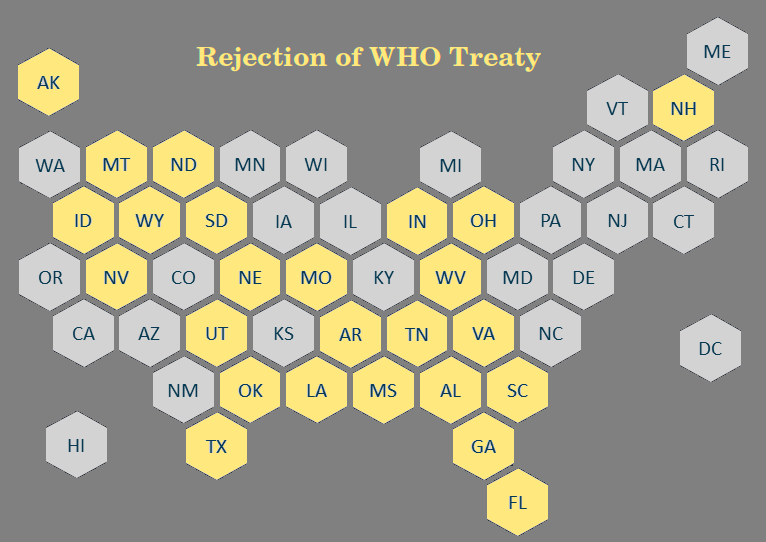 Rejection of WHO Treaty
ME
AK
VT NH
WA MT ND MN WI MI NY MA RI
ID WY SD IA IL IN OH PA NJ CT
OR NV CO NE MO KY WV MD DE
CA AZ UT KS AR TN VA NC
DC
NM OK LA MS AL SC
HI TX GA
FL